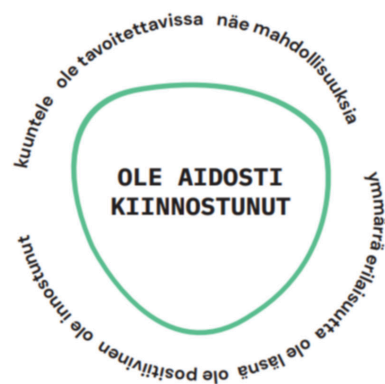 kuuntele
ole tavoitettavissa
näe mahdollisuuksia
ymmärrä erilaisuutta
ole läsnä
ole positiivinen
ole innostunut
OLE AIDOSTI
KIINNOSTUNUT